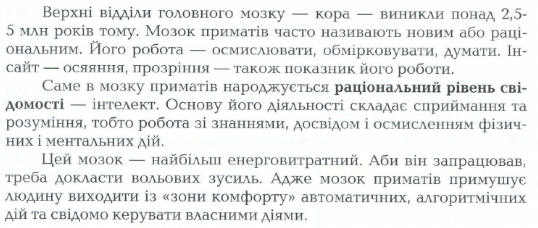 Верхні відділи головного мозку — кора — виникли понад 2,5-
5 млн років тому. Мозок приматів часто називають новим або раці-
ональним. Його робота — осмислювати, обмірковувати, думати. Ін-
сайт — осяяння, прозріння — також показник його роботи.
Саме в мозку приматів народжується раціональний рівень сві-
домості — інтелект. Основу його діяльності складає сприймання та
розуміння, тобто робота зі знаннями, досвідом і осмисленням фізич-
них і ментальних дій.
Цей мозок — найбільш енерговитратний. Аби він запрацював,
треба докласти вольових зусиль. Адже мозок приматів примушує
людину виходити із «зони комфорту» автоматичних, алгоритмічних
дій та свідомо керувати власними діями.